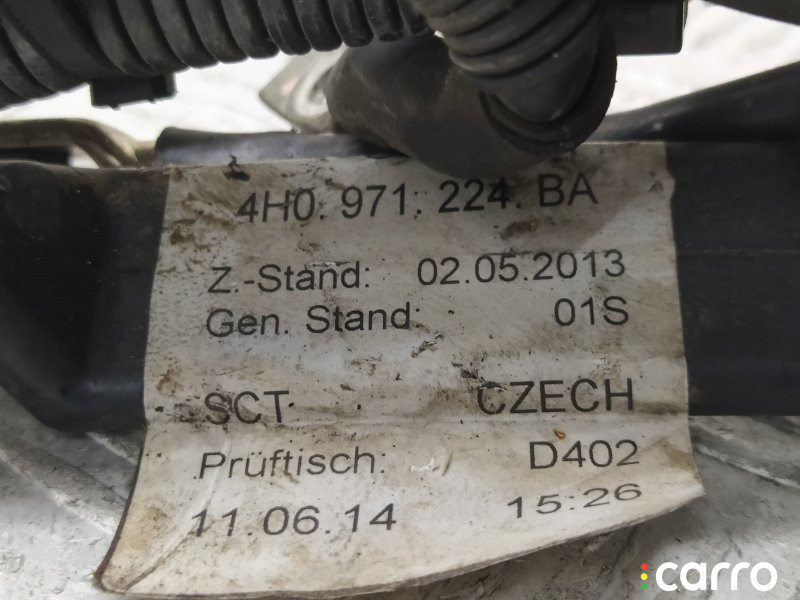 4H0. 971. 224. BA
Z.-Stand: 02.05.2013
Gen. Stand: 01S
SCT CZECH
Prüftisch: D402
11.06.14 15:26
carro